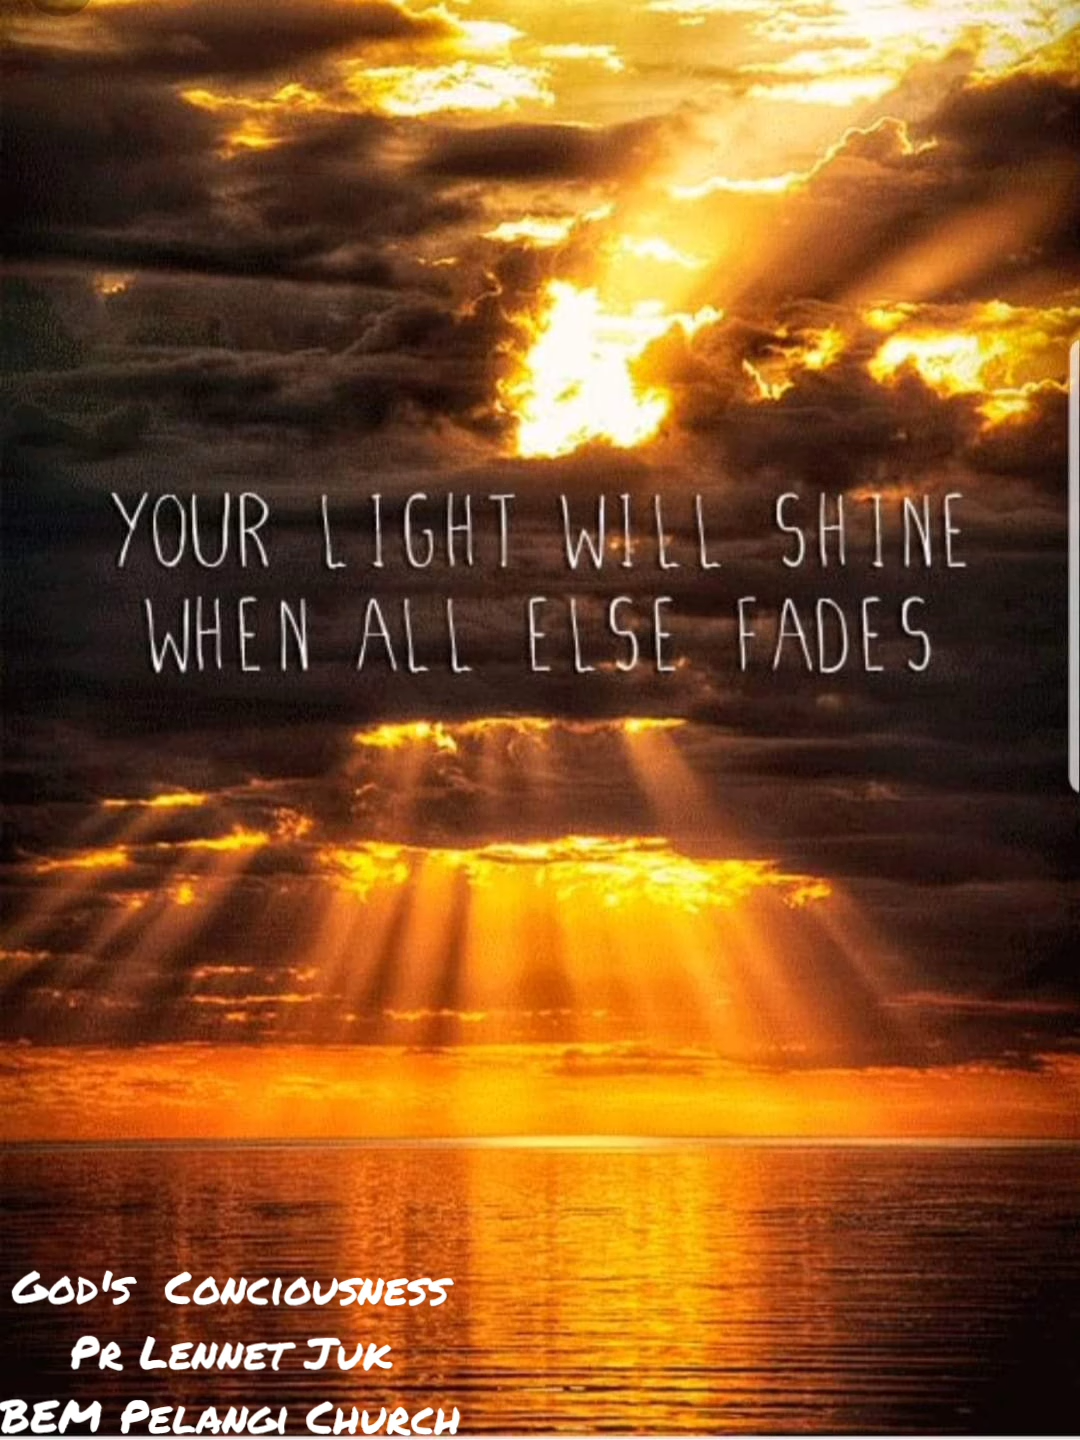 YOUR LIGHT WILL SHINE
WHEN ALL ELSE FADES
God's Conciousness
Pr Lennet Juk
BEM Pelangi Church